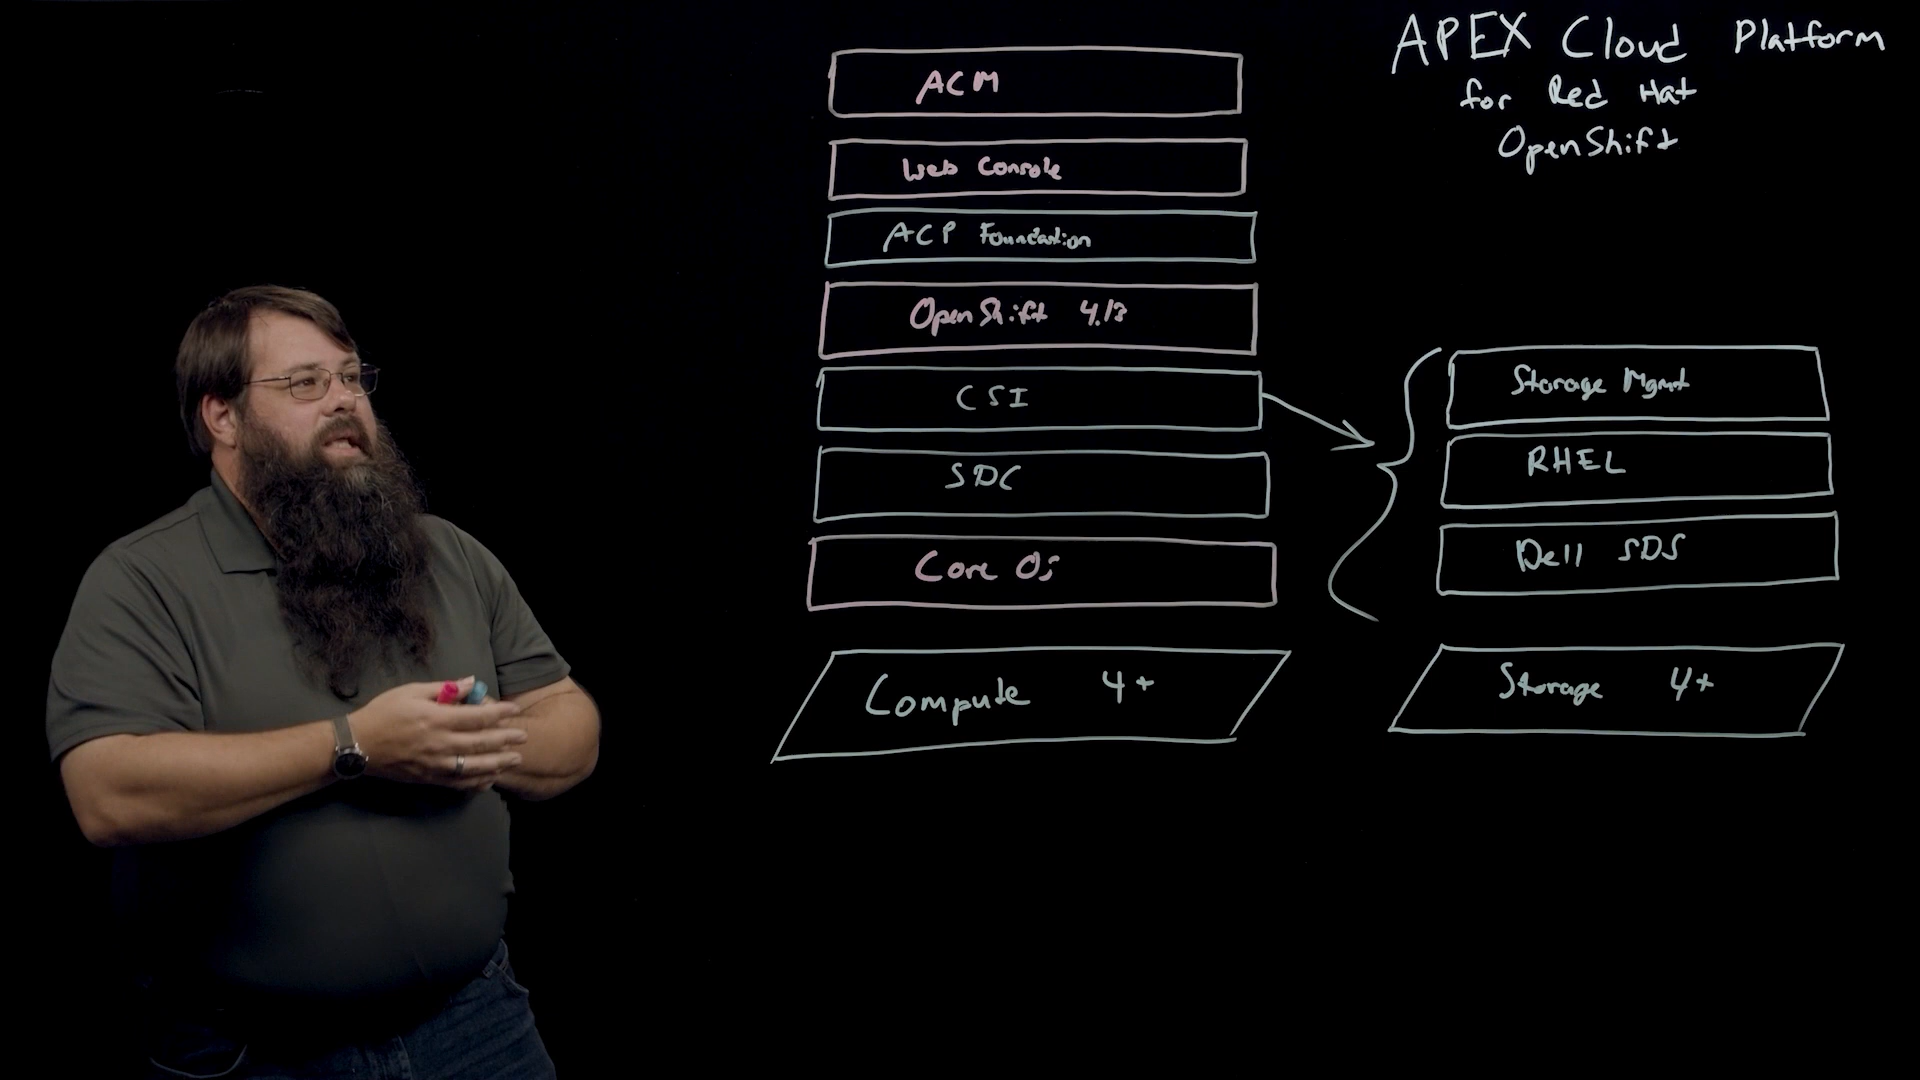 APEX Cloud Platform
for Red Hat
OpenShift
ACM
Web Console
ACP Foundation
OpenShift 4.13
CSI
SDC
Core Os
Compute 4+
Storage Mgmt
RHEL
Dell SDS
Storage 4+